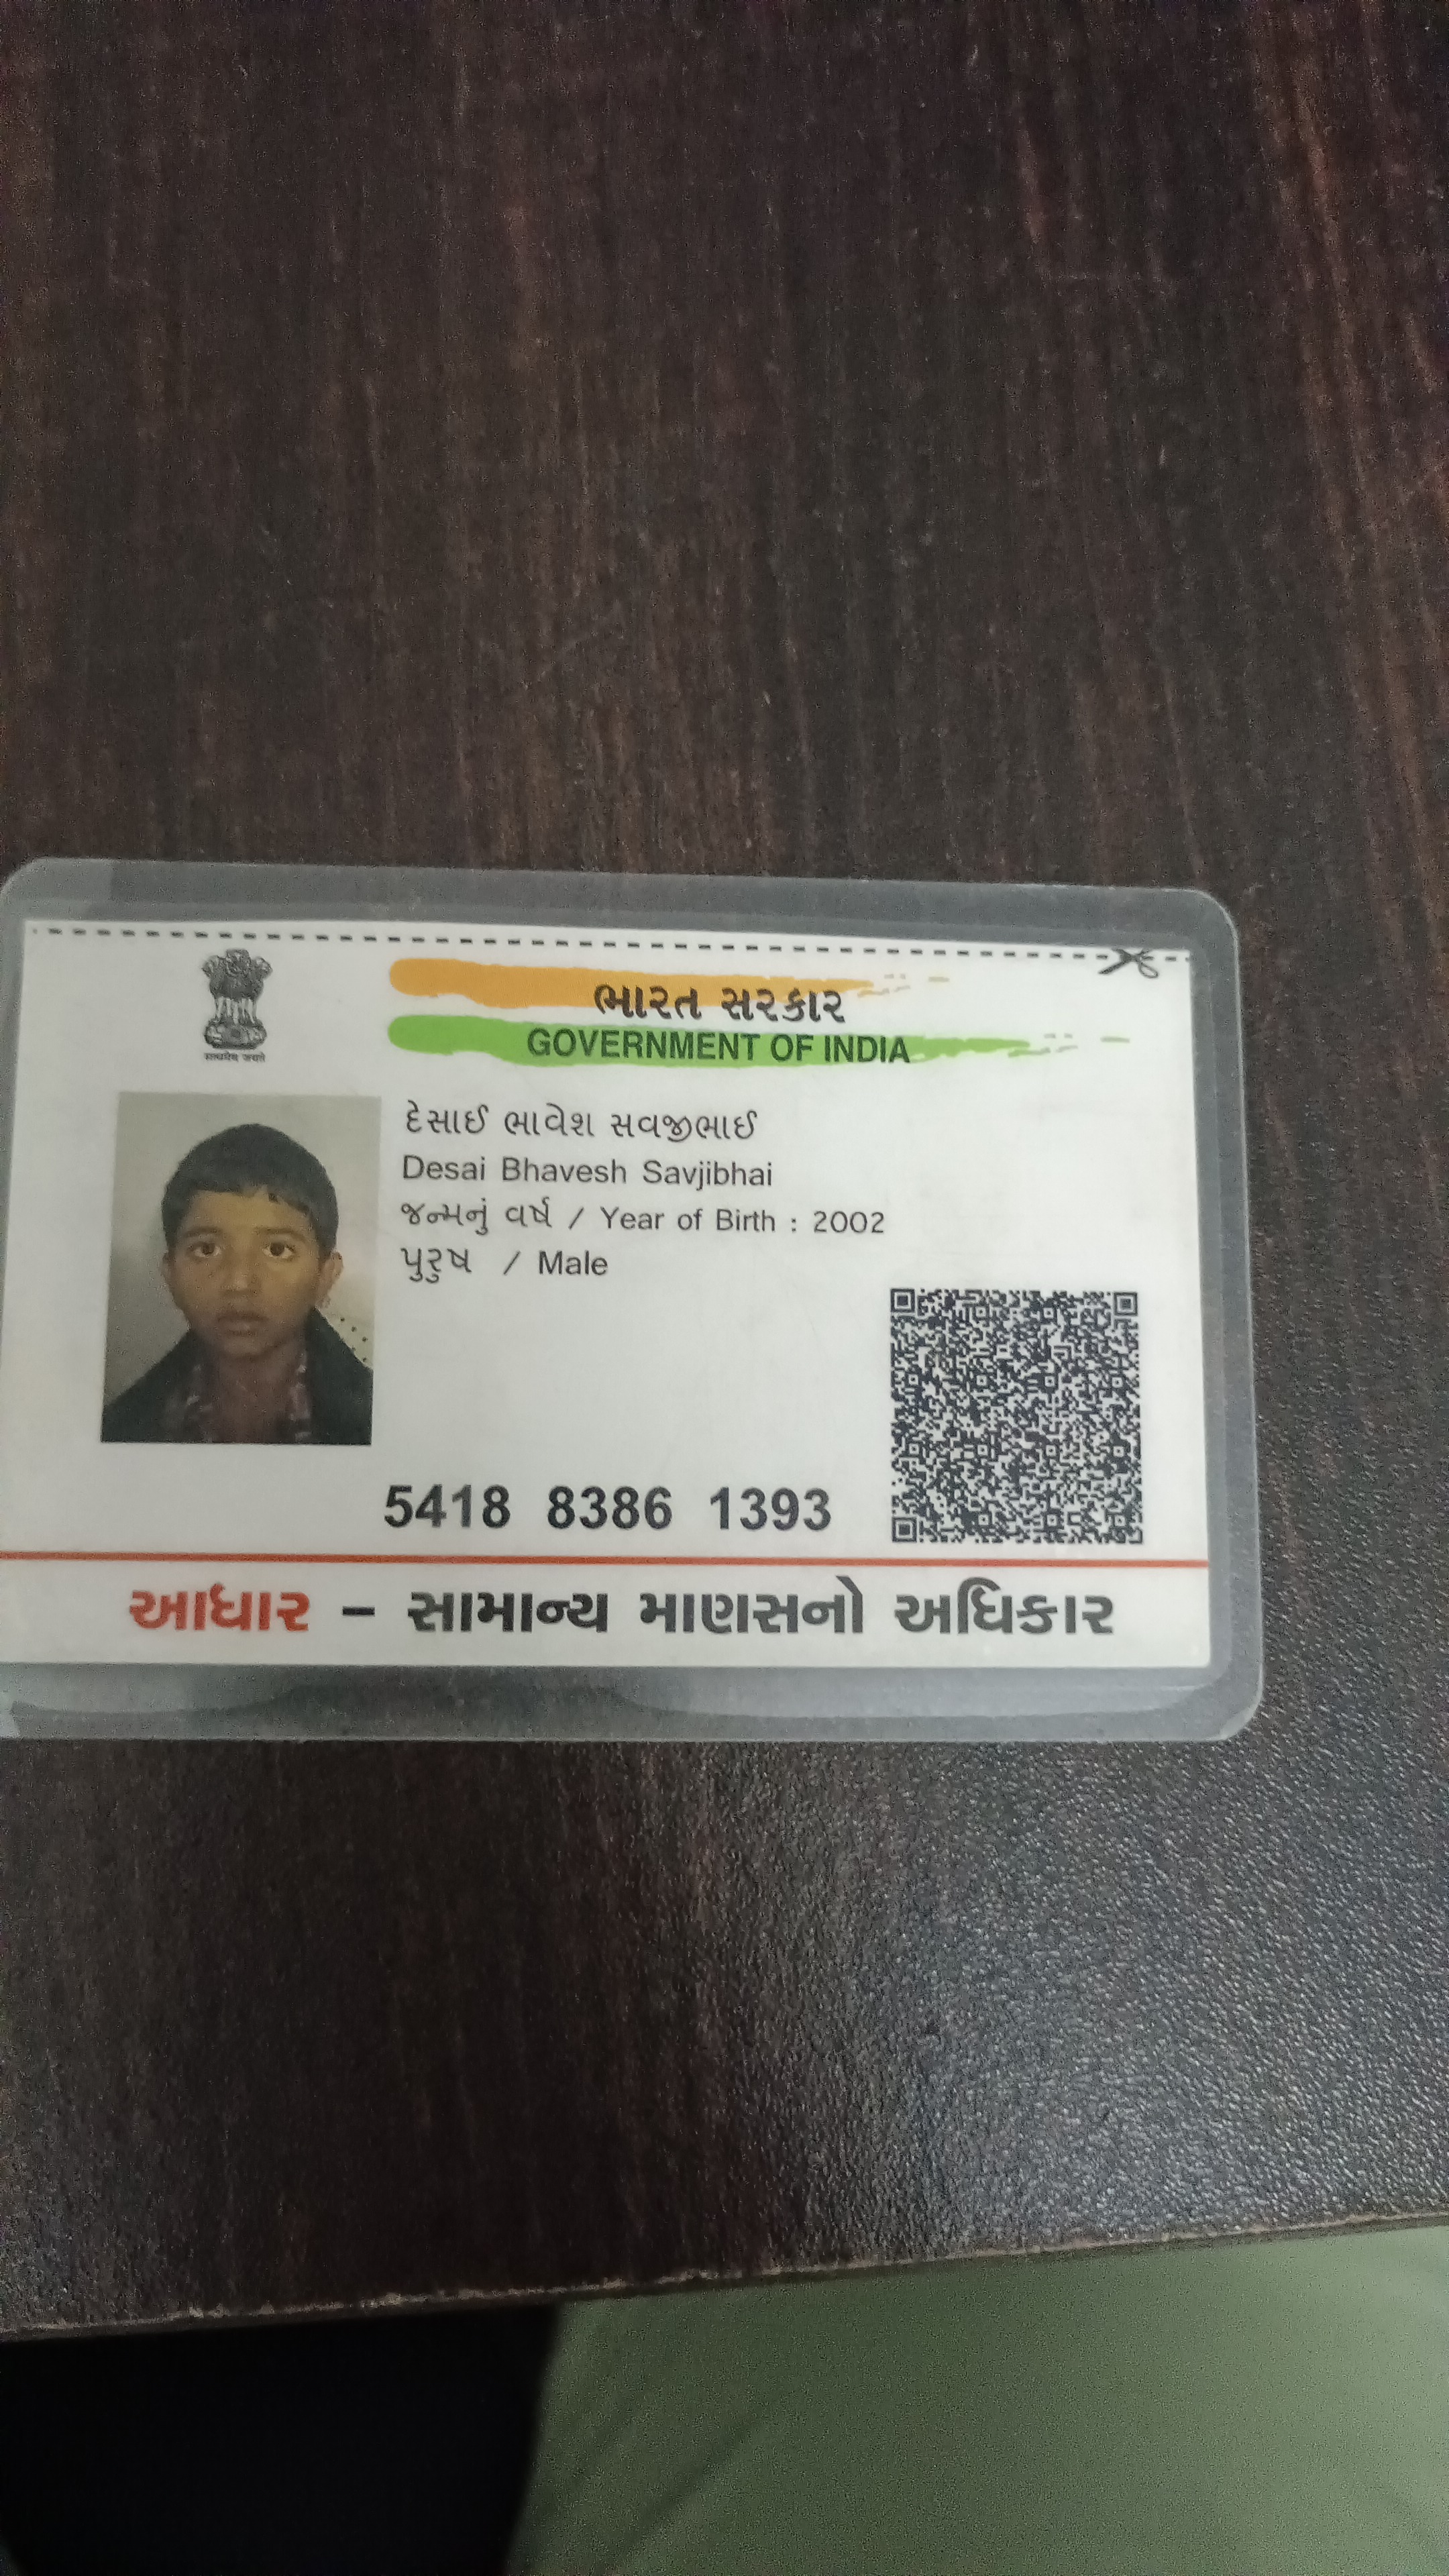 सत्यमेव जयते
ભારત સરકાર
GOVERNMENT OF INDIA
દેસાઈ ભાવેશ સવજીભાઈ
Desai Bhavesh Savjibhai
જન્મનું વર્ષ / Year of Birth : 2002
પુરુષ / Male
5418 8386 1393
આધાર – સામાન્ય માણસનો અધિકાર